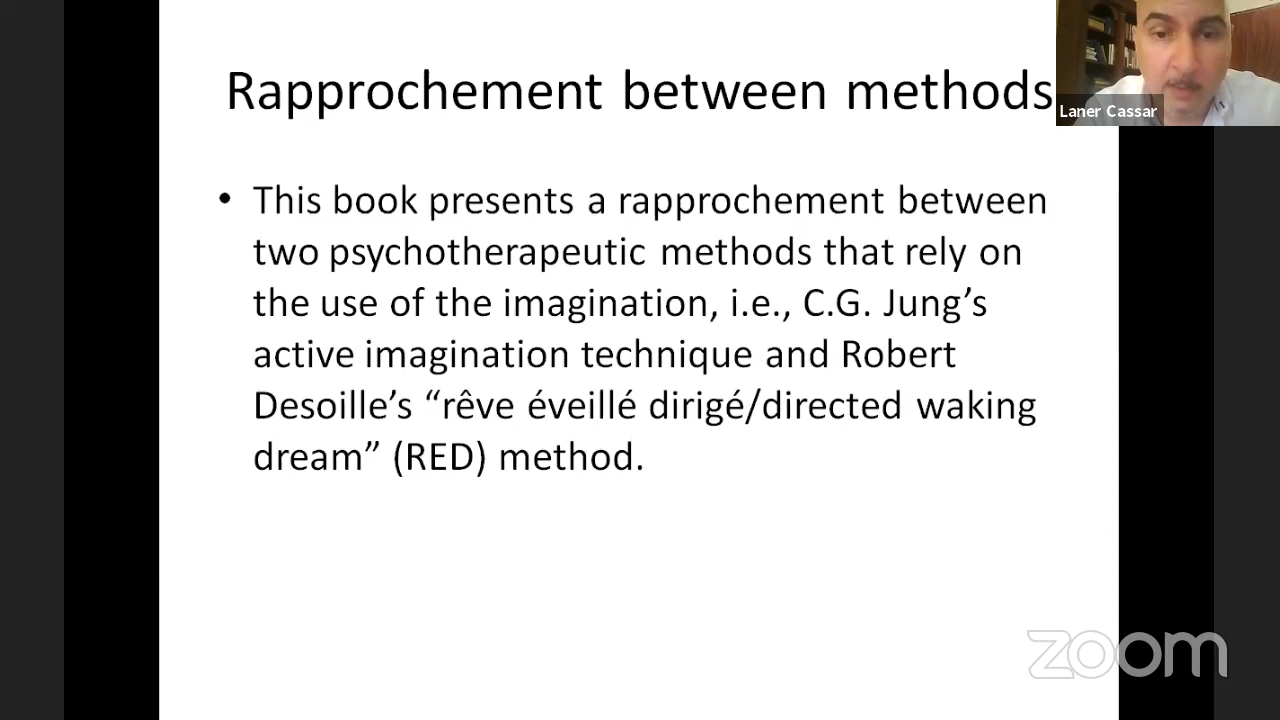 Rapprochement between methods
Laner Cassar
• This book presents a rapprochement between
two psychotherapeutic methods that rely on
the use of the imagination, i.e., C.G. Jung’s
active imagination technique and Robert
Desoille’s “rêve éveillé dirigé/directed waking
dream” (RED) method.
zoom